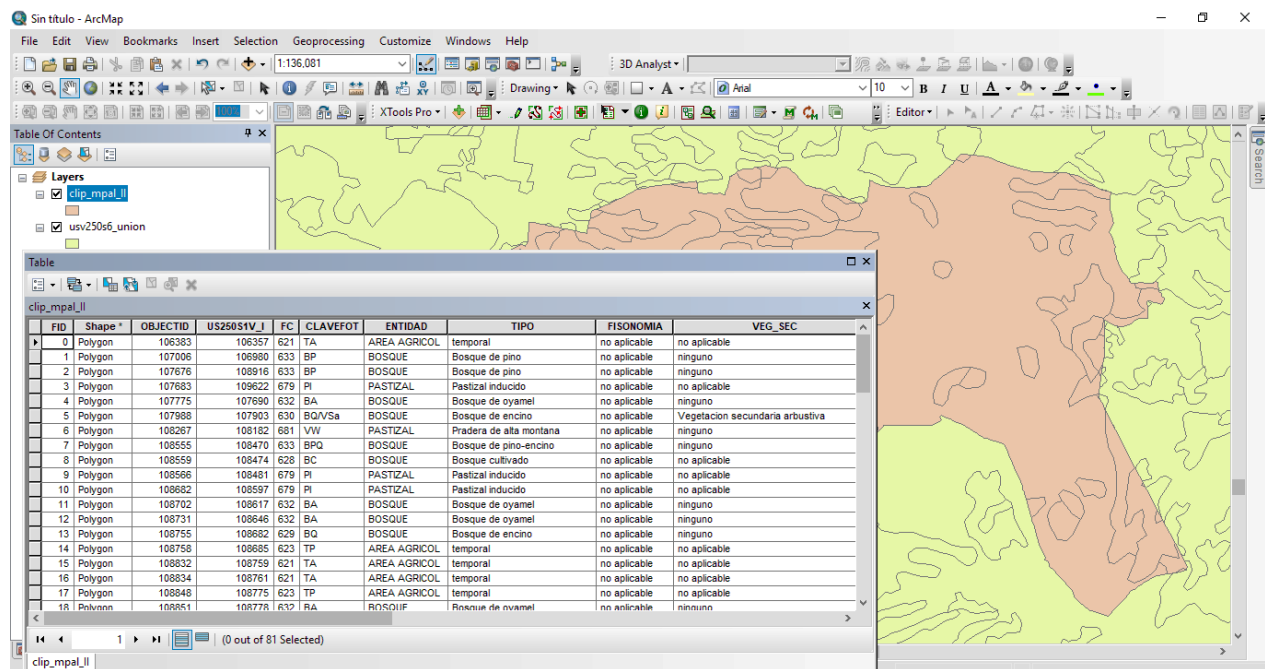 Sin título - ArcMap
File Edit View Bookmarks Insert Selection Geoprocessing Customize Windows Help
1:136,081 3D Analyst
Drawing A Arial 10 B I U A
100% XTools Pro Editor
Table Of Contents
Search
Layers
clip_mpal_ll
usv250s6_union
Table
clip_mpal_ll
FID Shape * OBJECTID US250S1V_I FC CLAVEFOT ENTIDAD TIPO FISONOMIA VEG_SEC
0 Polygon 106383 106357 621 TA AREA AGRICOL temporal no aplicable no aplicable
1 Polygon 107006 106980 633 BP BOSQUE Bosque de pino no aplicable ninguno
2 Polygon 107676 108916 633 BP BOSQUE Bosque de pino no aplicable ninguno
3 Polygon 107683 109622 679 PI PASTIZAL Pastizal inducido no aplicable no aplicable
4 Polygon 107775 107690 632 BA BOSQUE Bosque de oyamel no aplicable ninguno
5 Polygon 107988 107903 630 BQ/VSa BOSQUE Bosque de encino no aplicable Vegetacion secundaria arbustiva
6 Polygon 108267 108182 681 VW PASTIZAL Pradera de alta montana no aplicable ninguno
7 Polygon 108555 108470 633 BPQ BOSQUE Bosque de pino-encino no aplicable ninguno
8 Polygon 108559 108474 628 BC BOSQUE Bosque cultivado no aplicable no aplicable
9 Polygon 108566 108481 679 PI PASTIZAL Pastizal inducido no aplicable no aplicable
10 Polygon 108682 108597 679 PI PASTIZAL Pastizal inducido no aplicable no aplicable
11 Polygon 108702 108617 632 BA BOSQUE Bosque de oyamel no aplicable ninguno
12 Polygon 108731 108646 632 BA BOSQUE Bosque de oyamel no aplicable ninguno
13 Polygon 108755 108682 629 BQ BOSQUE Bosque de encino no aplicable ninguno
14 Polygon 108758 108685 623 TP AREA AGRICOL temporal no aplicable no aplicable
15 Polygon 108832 108759 621 TA AREA AGRICOL temporal no aplicable no aplicable
16 Polygon 108834 108761 621 TA AREA AGRICOL temporal no aplicable no aplicable
17 Polygon 108848 108775 623 TP AREA AGRICOL temporal no aplicable no aplicable
18 Polygon 108851 108778 632 BA BOSQUE Bosque de oyamel no aplicable ninguno
1 (0 out of 81 Selected)
clip_mpal_ll